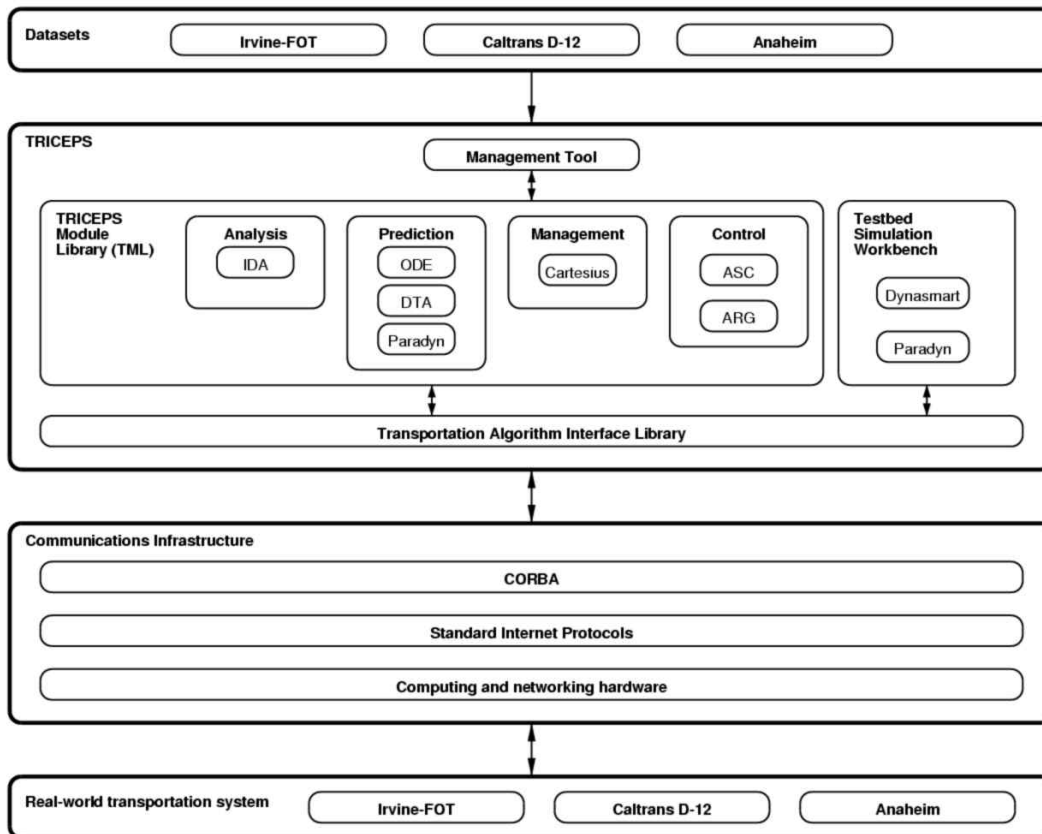 Datasets
Irvine-FOT
Caltrans D-12
Anaheim
TRICEPS
Management Tool
TRICEPS
Module
Library (TML)
Analysis
IDA
Prediction
ODE
DTA
Paradyn
Management
Cartesius
Control
ASC
ARG
Testbed
Simulation
Workbench
Dynasmart
Paradyn
Transportation Algorithm Interface Library
Communications Infrastructure
CORBA
Standard Internet Protocols
Computing and networking hardware
Real-world transportation system
Irvine-FOT
Caltrans D-12
Anaheim